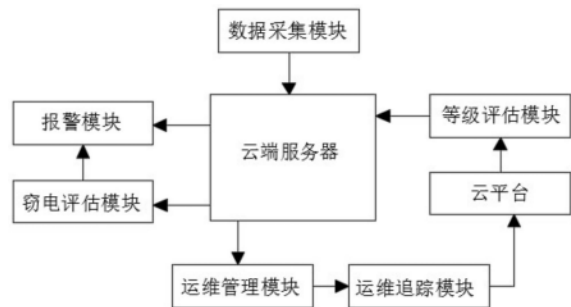 数据采集模块
报警模块
云端服务器
等级评估模块
窃电评估模块
云平台
运维管理模块
运维追踪模块